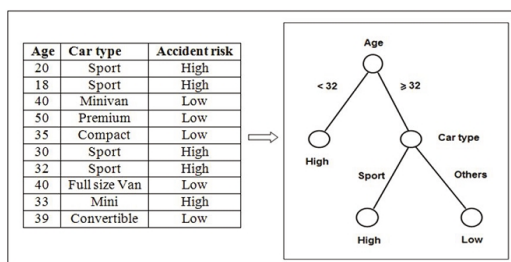 Age Car type Accident risk
20 Sport High
18 Sport High
40 Minivan Low
50 Premium Low
35 Compact Low
30 Sport High
32 Sport High
40 Full size Van Low
33 Mini High
39 Convertible Low
Age
< 32 ⩾ 32
Car type
High
Sport Others
High Low